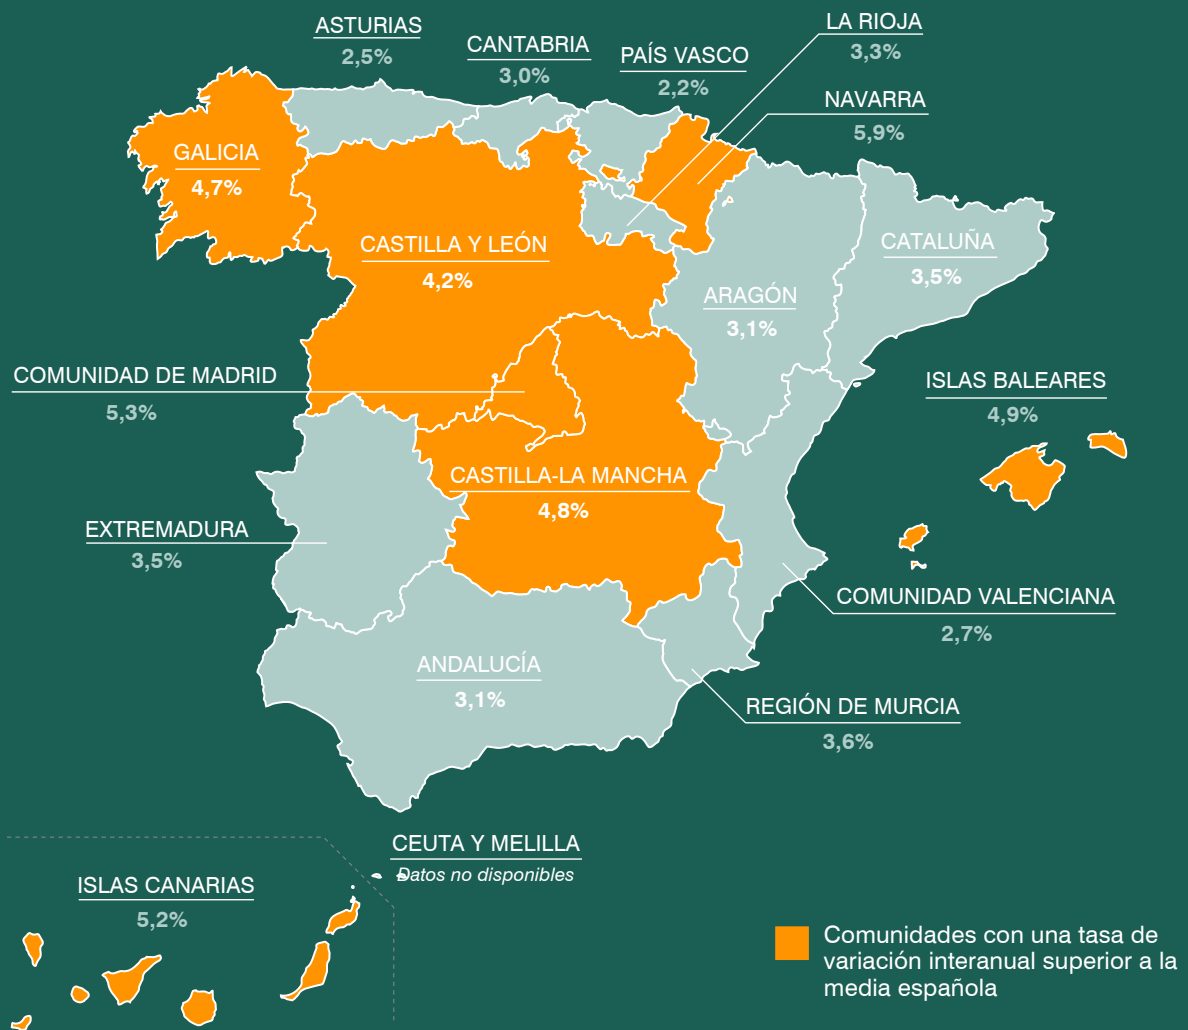 ASTURIAS
2,5%
CANTABRIA
3,0%
PAÍS VASCO
2,2%
LA RIOJA
3,3%
NAVARRA
5,9%
GALICIA
4,7%
CASTILLA Y LEÓN
4,2%
CATALUÑA
3,5%
ARAGÓN
3,1%
COMUNIDAD DE MADRID
5,3%
ISLAS BALEARES
4,9%
CASTILLA-LA MANCHA
4,8%
EXTREMADURA
3,5%
COMUNIDAD VALENCIANA
2,7%
ANDALUCÍA
3,1%
REGIÓN DE MURCIA
3,6%
CEUTA Y MELILLA
Datos no disponibles
ISLAS CANARIAS
5,2%
Comunidades con una tasa de
variación interanual superior a la
media española